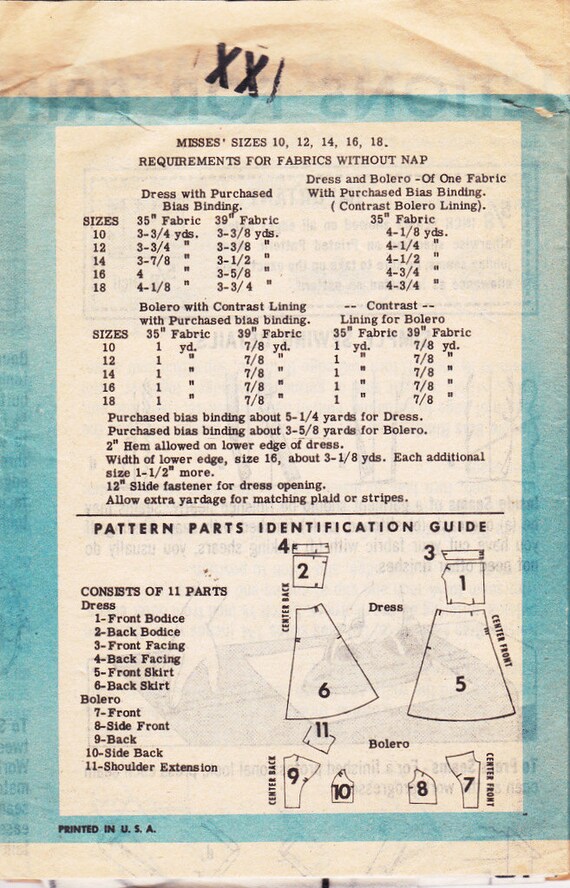 XX/
MISSES' SIZES 10, 12, 14, 16, 18.
REQUIREMENTS FOR FABRICS WITHOUT NAP
Dress with Purchased Bias Binding.
Dress and Bolero -Of One Fabric With Purchased Bias Binding. (Contrast Bolero Lining).
SIZES 35" Fabric 39" Fabric 35" Fabric
10 3-3/4 yds. 3-3/8 yds. 4-1/8 yds.
12 3-3/4 " 3-3/8 " 4-1/4 "
14 3-7/8 " 3-1/2 " 4-1/2 "
16 4 " 3-5/8 " 4-3/4 "
18 4-1/8 " 3-3/4 " 4-3/4 "
Bolero with Contrast Lining with Purchased bias binding.
-- Contrast -- Lining for Bolero
SIZES 35" Fabric 39" Fabric 35" Fabric 39" Fabric
10 1 yd. 7/8 yd. 1 yd. 7/8 yd.
12 1 " 7/8 " 1 " 7/8 "
14 1 " 7/8 " 1 " 7/8 "
16 1 " 7/8 " 1 " 7/8 "
18 1 " 7/8 " 1 " 7/8 "
Purchased bias binding about 5-1/4 yards for Dress.
Purchased bias binding about 3-5/8 yards for Bolero.
2" Hem allowed on lower edge of dress.
Width of lower edge, size 16, about 3-1/8 yds. Each additional
size 1-1/2" more.
12" Slide fastener for dress opening.
Allow extra yardage for matching plaid or stripes.
PATTERN PARTS IDENTIFICATION GUIDE
CONSISTS OF 11 PARTS
Dress
1-Front Bodice
2-Back Bodice
3-Front Facing
4-Back Facing
5-Front Skirt
6-Back Skirt
Bolero
7-Front
8-Side Front
9-Back
10-Side Back
11-Shoulder Extension
4
3
2
1
CENTER BACK
Dress
CENTER FRONT
6
5
11
Bolero
CENTER BACK
9
10
8
7
CENTER FRONT
PRINTED IN U. S. A.